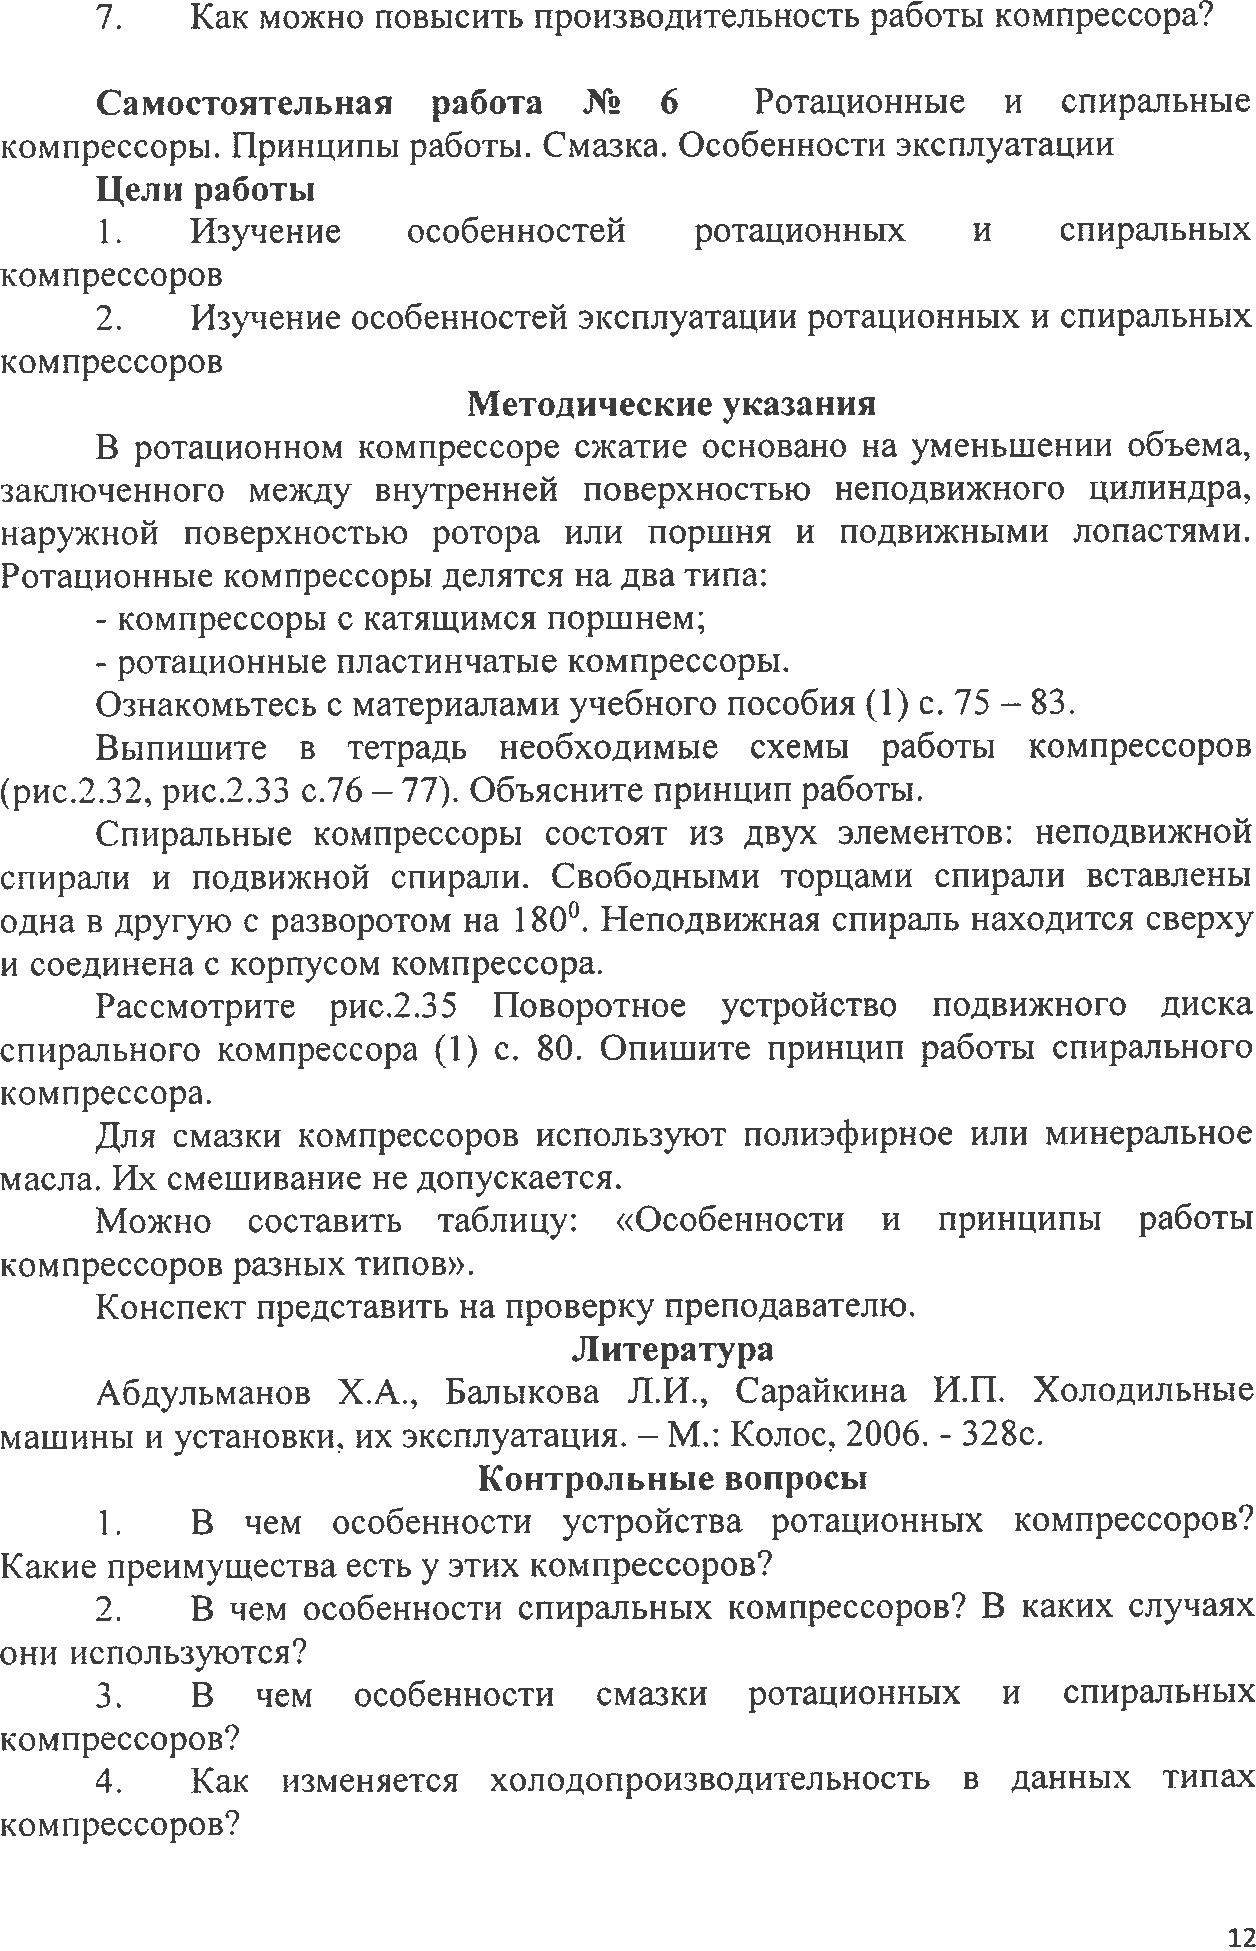 7. Как можно повысить производительность работы компрессора?
Самостоятельная работа № 6 Ротационные и спиральные
компрессоры. Принципы работы. Смазка. Особенности эксплуатации
Цели работы
1. Изучение особенностей ротационных и спиральных
компрессоров
2. Изучение особенностей эксплуатации ротационных и спиральных
компрессоров
Методические указания
В ротационном компрессоре сжатие основано на уменьшении объема,
заключенного между внутренней поверхностью неподвижного цилиндра,
наружной поверхностью ротора или поршня и подвижными лопастями.
Ротационные компрессоры делятся на два типа:
- компрессоры с катящимся поршнем;
- ротационные пластинчатые компрессоры.
Ознакомьтесь с материалами учебного пособия (1) с. 75 – 83.
Выпишите в тетрадь необходимые схемы работы компрессоров
(рис.2.32, рис.2.33 с.76 – 77). Объясните принцип работы.
Спиральные компрессоры состоят из двух элементов: неподвижной
спирали и подвижной спирали. Свободными торцами спирали вставлены
одна в другую с разворотом на 180⁰. Неподвижная спираль находится сверху
и соединена с корпусом компрессора.
Рассмотрите рис.2.35 Поворотное устройство подвижного диска
спирального компрессора (1) с. 80. Опишите принцип работы спирального
компрессора.
Для смазки компрессоров используют полиэфирное или минеральное
масла. Их смешивание не допускается.
Можно составить таблицу: «Особенности и принципы работы
компрессоров разных типов».
Конспект представить на проверку преподавателю.
Литература
Абдульманов Х.А., Балыкова Л.И., Сарайкина И.П. Холодильные
машины и установки, их эксплуатация. – М.: Колос, 2006. - 328с.
Контрольные вопросы
1. В чем особенности устройства ротационных компрессоров?
Какие преимущества есть у этих компрессоров?
2. В чем особенности спиральных компрессоров? В каких случаях
они используются?
3. В чем особенности смазки ротационных и спиральных
компрессоров?
4. Как изменяется холодопроизводительность в данных типах
компрессоров?
12